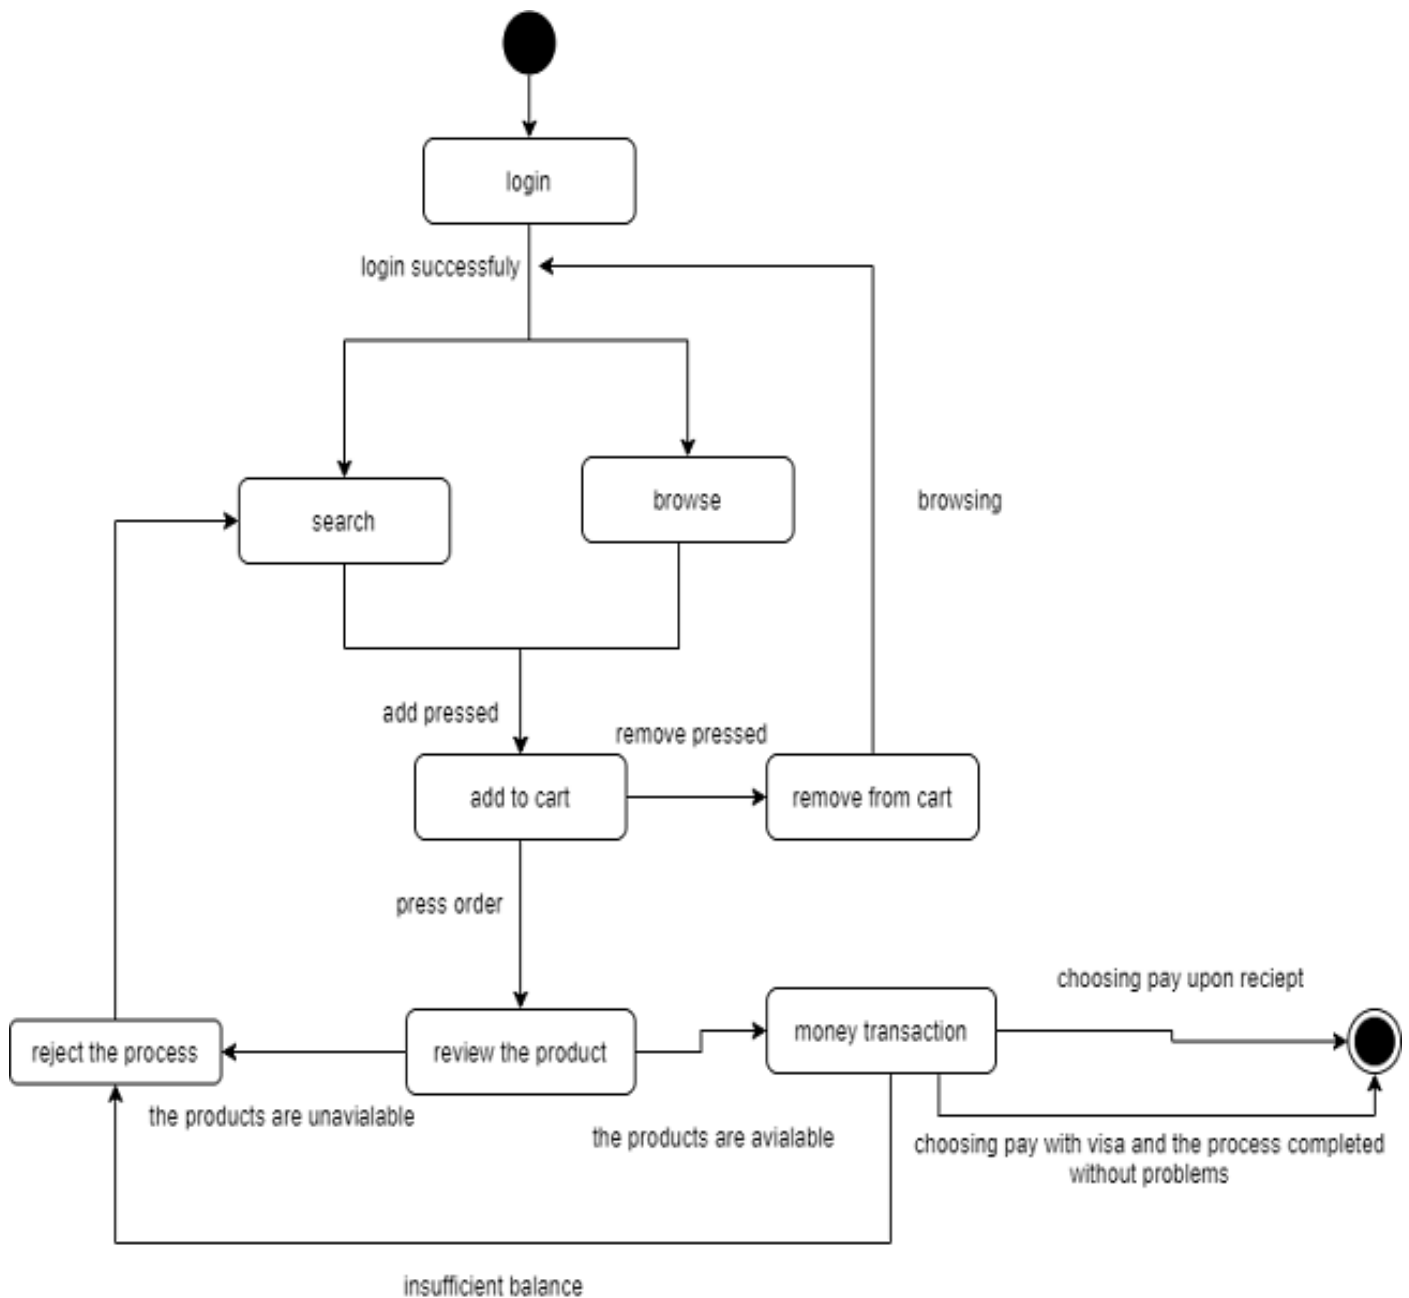 login
login successfuly
browse
browsing
search
add pressed
remove pressed
add to cart
remove from cart
press order
choosing pay upon reciept
money transaction
reject the process
review the product
the products are unavialable
the products are avialable
choosing pay with visa and the process completed
without problems
insufficient balance